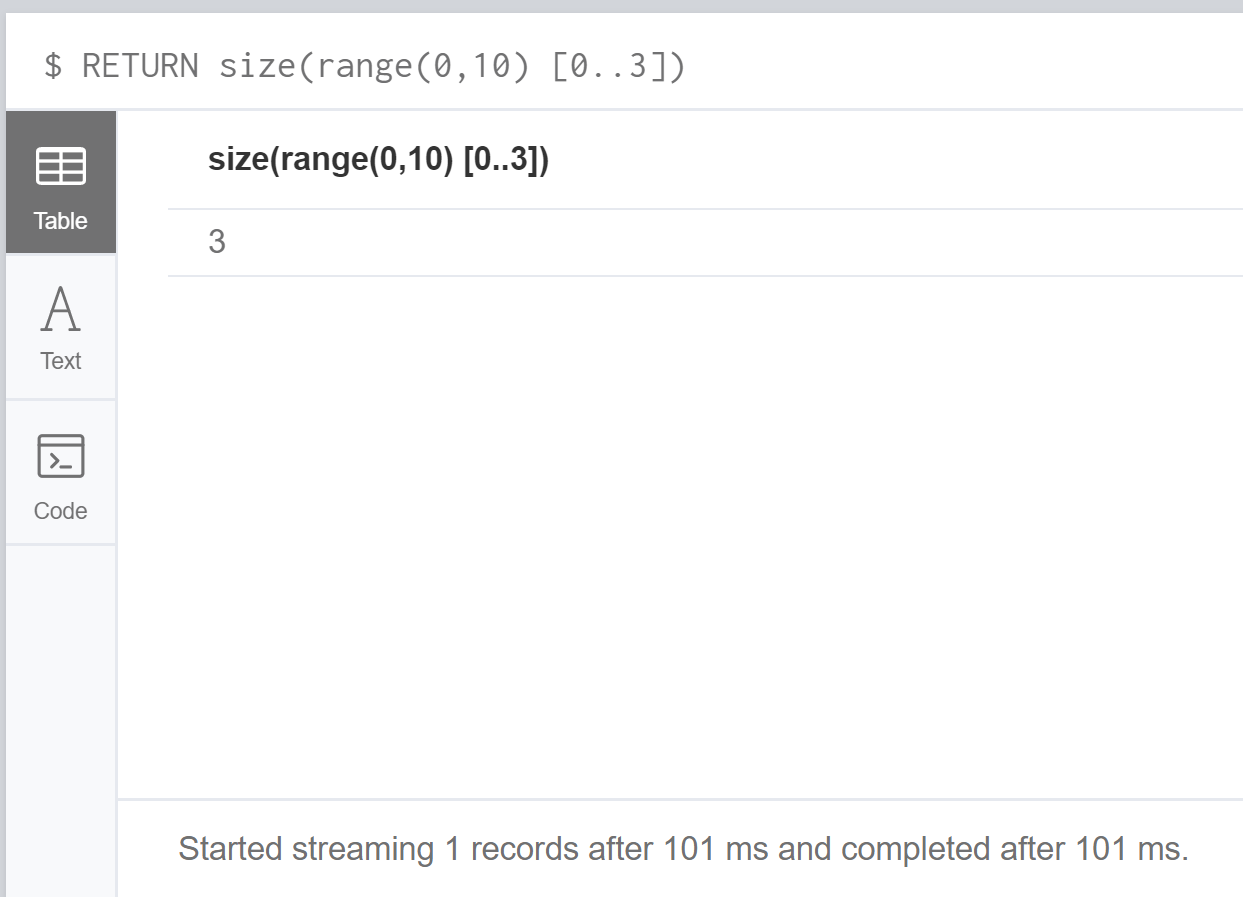 $ RETURN size(range(0,10) [0..3])
size(range(0,10) [0..3])
Table
3
Text
Code
Started streaming 1 records after 101 ms and completed after 101 ms.